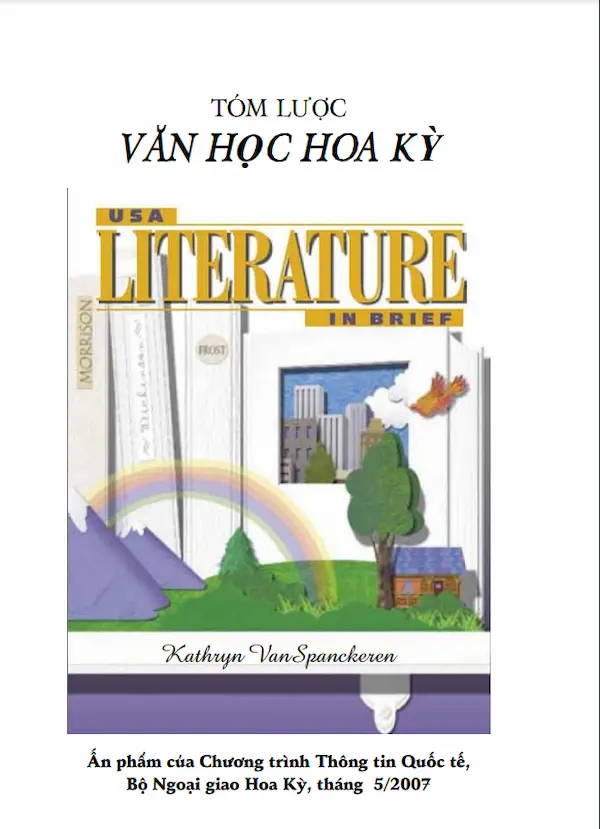 TÓM LƯỢC
VĂN HỌC HOA KỲ
USA
LITERATURE
IN BRIEF
MORRISON
~ Dickinson ~
FROST
Kathryn VanSpanckeren
Ấn phẩm của Chương trình Thông tin Quốc tế,
Bộ Ngoại giao Hoa Kỳ, tháng 5/2007